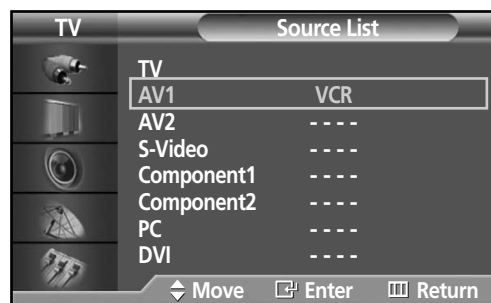 TV Source List
TV
AV1 VCR
AV2 - - - -
S-Video - - - -
Component1 - - - -
Component2 - - - -
PC - - - -
DVI - - - -
Move Enter Return